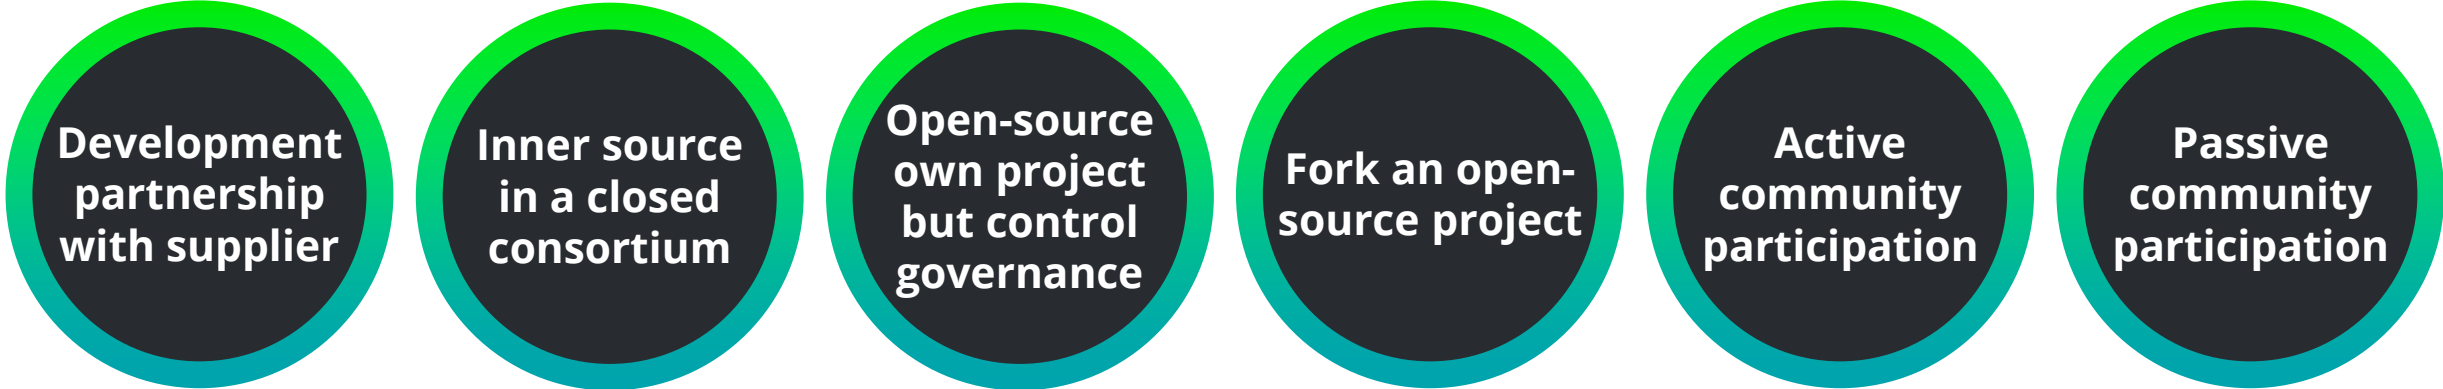 Development
partnership
with supplier
Inner source
in a closed
consortium
Open-source
own project
but control
governance
Fork an open-
source project
Active
community
participation
Passive
community
participation